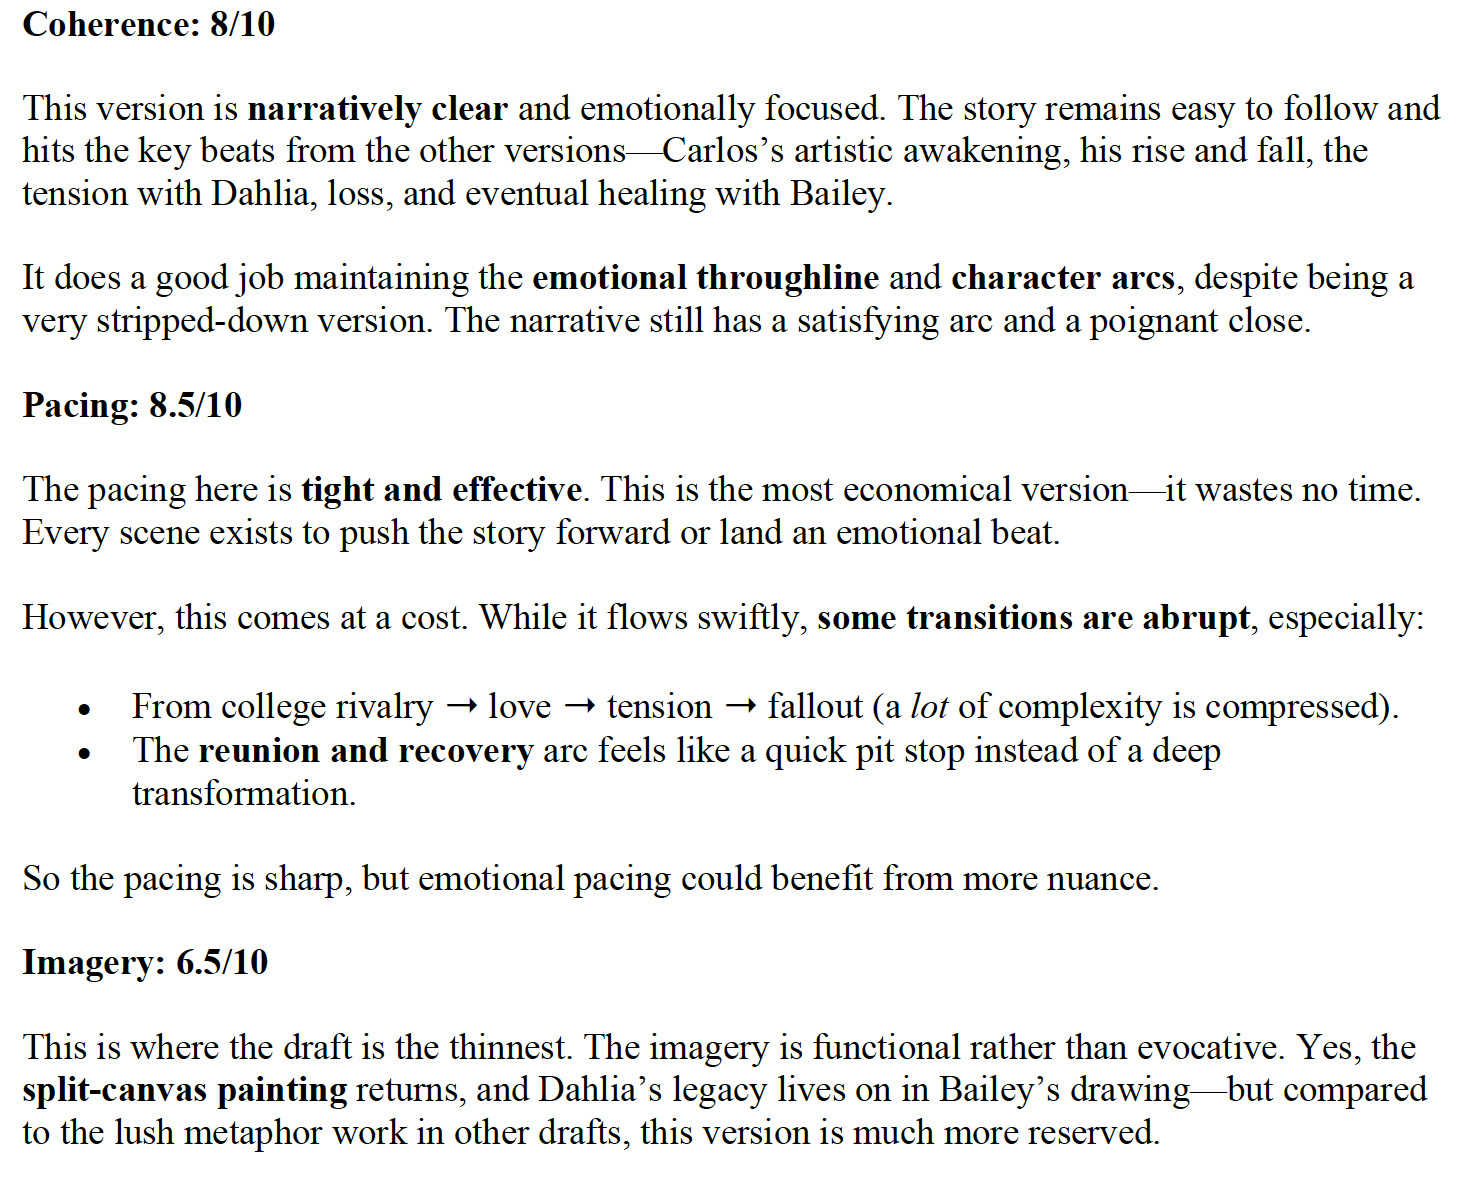 Coherence: 8/10
This version is narratively clear and emotionally focused. The story remains easy to follow and
hits the key beats from the other versions—Carlos’s artistic awakening, his rise and fall, the
tension with Dahlia, loss, and eventual healing with Bailey.
It does a good job maintaining the emotional throughline and character arcs, despite being a
very stripped-down version. The narrative still has a satisfying arc and a poignant close.
Pacing: 8.5/10
The pacing here is tight and effective. This is the most economical version—it wastes no time.
Every scene exists to push the story forward or land an emotional beat.
However, this comes at a cost. While it flows swiftly, some transitions are abrupt, especially:
• From college rivalry → love → tension → fallout (a lot of complexity is compressed).
• The reunion and recovery arc feels like a quick pit stop instead of a deep
transformation.
So the pacing is sharp, but emotional pacing could benefit from more nuance.
Imagery: 6.5/10
This is where the draft is the thinnest. The imagery is functional rather than evocative. Yes, the
split-canvas painting returns, and Dahlia’s legacy lives on in Bailey’s drawing—but compared
to the lush metaphor work in other drafts, this version is much more reserved.